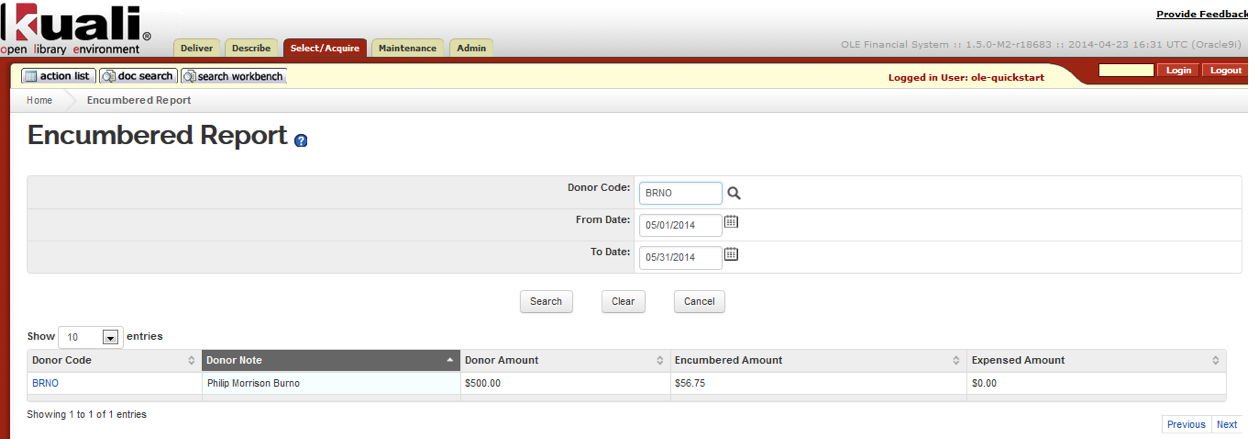 Provide Feedback
kuali®
open library environment
Deliver Describe Select/Acquire Maintenance Admin
OLE Financial System :: 1.5.0-M2-r18683 :: 2014-04-23 16:31 UTC (Oracle9i)
action list doc search search workbench Logged in User: ole-quickstart Login Logout
Home Encumbered Report
Encumbered Report ?
Donor Code: BRNO
From Date: 05/01/2014
To Date: 05/31/2014
Search Clear Cancel
Show 10 entries
Donor Code Donor Note Donor Amount Encumbered Amount Expensed Amount
BRNO Philip Morrison Burno $500.00 $56.75 $0.00
Showing 1 to 1 of 1 entries
Previous Next